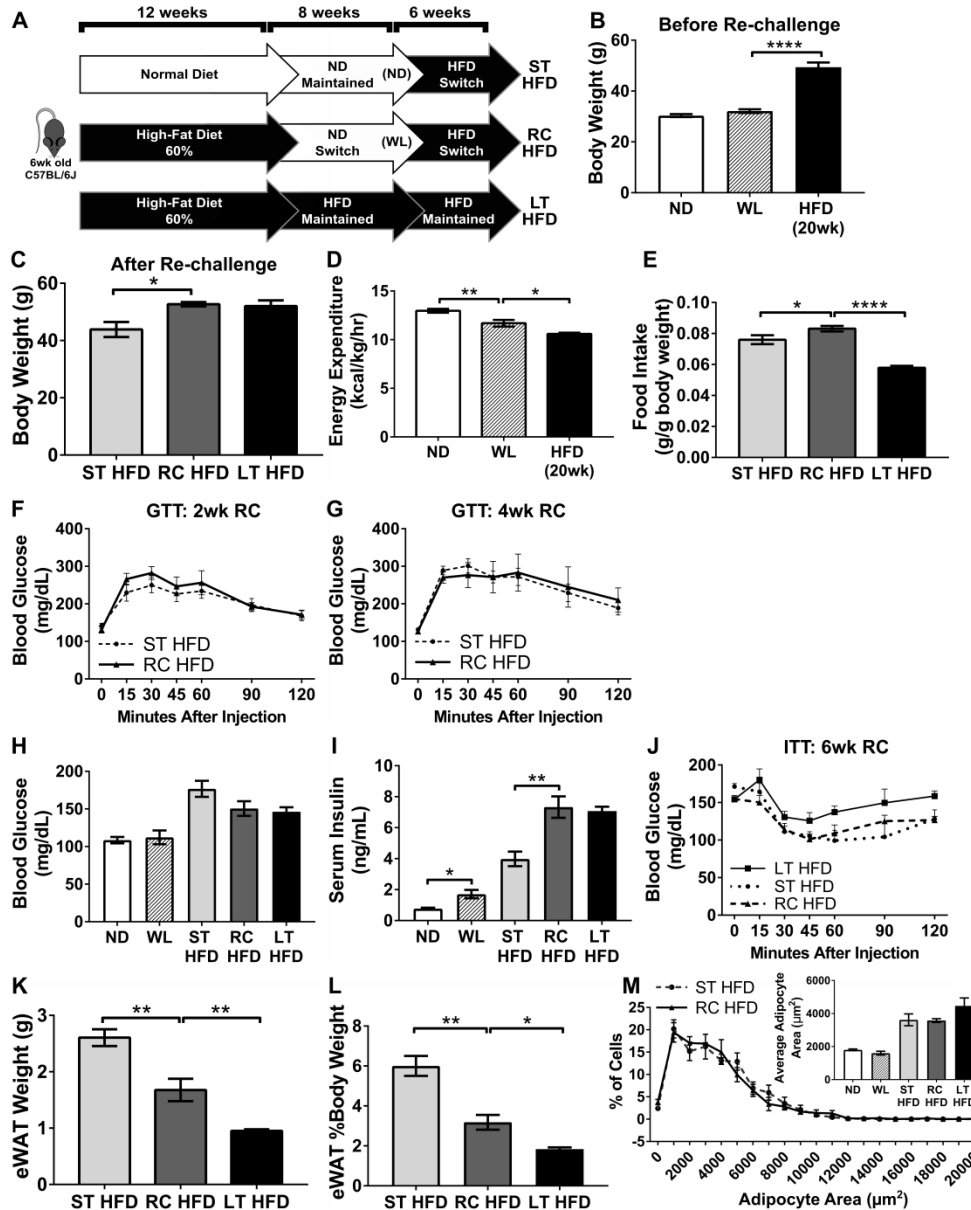 A
12 weeks
8 weeks
6 weeks
Normal Diet
ND
Maintained
(ND)
HFD
Switch
ST
HFD
High-Fat Diet
60%
ND
Switch
(WL)
HFD
Switch
RC
HFD
High-Fat Diet
60%
HFD
Maintained
HFD
Maintained
LT
HFD
6wk old
C57BL/6J
B
Before Re-challenge
Body Weight (g)
60
40
20
0
****
ND
WL
HFD
(20wk)
C
After Re-challenge
Body Weight (g)
60
40
20
0
*
ST HFD
RC HFD
LT HFD
D
Energy Expenditure
(kcal/kg/hr)
15
10
5
0
**
*
ND
WL
HFD
(20wk)
E
Food Intake
(g/g body weight)
0.10
0.08
0.06
0.04
0.02
0.00
*
****
ST HFD
RC HFD
LT HFD
F
GTT: 2wk RC
Blood Glucose
(mg/dL)
400
300
200
100
0
ST HFD
RC HFD
0 15 30 45 60 90 120
Minutes After Injection
G
GTT: 4wk RC
Blood Glucose
(mg/dL)
400
300
200
100
0
ST HFD
RC HFD
0 15 30 45 60 90 120
Minutes After Injection
H
Blood Glucose
(mg/dL)
200
150
100
50
0
ND
WL
ST
HFD
RC
HFD
LT
HFD
I
Serum Insulin
(ng/mL)
10
8
6
4
2
0
*
**
ND
WL
ST
HFD
RC
HFD
LT
HFD
J
ITT: 6wk RC
Blood Glucose
(mg/dL)
200
150
100
50
0
LT HFD
ST HFD
RC HFD
0 15 30 45 60 90 120
Minutes After Injection
K
eWAT Weight (g)
3
2
1
0
**
**
ST HFD
RC HFD
LT HFD
L
eWAT %Body Weight
8
6
4
2
0
**
*
ST HFD
RC HFD
LT HFD
M
ST HFD
RC HFD
% of Cells
25
20
15
10
5
0
-5
0 2000 4000 6000 8000 10000 12000 14000 16000 18000 20000
Adipocyte Area (µm²)
Average Adipocyte
Area (µm²)
6000
4000
2000
0
ND
WL
ST
HFD
RC
HFD
LT
HFD